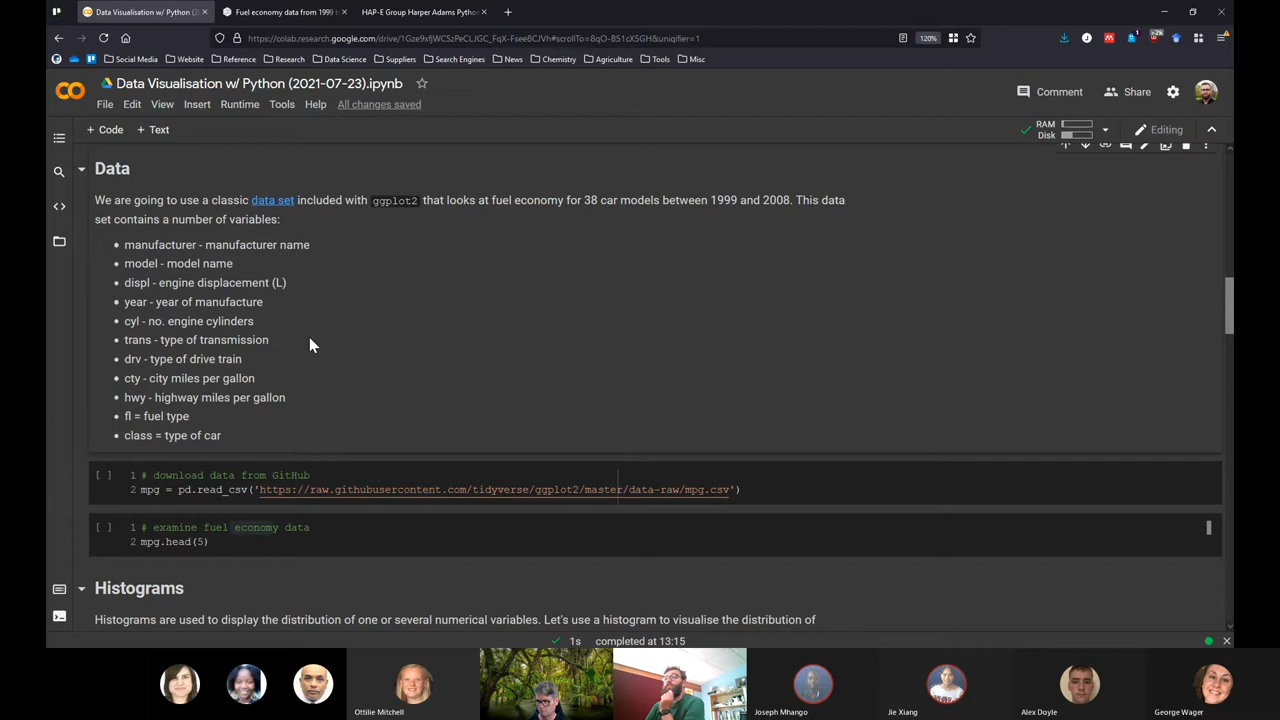 Data Visualisation w/ Python (2
Fuel economy data from 1999 t
HAP-E Group Harper Adams Python
https://colab.research.google.com/drive/1Gze9xfjWCSzPeCLJGC_FqX-Fsee8CJVh#scrollTo=8qO-B51cX5GH&uniqifier=1
120%
Social Media Website Reference Research Data Science Suppliers Search Engines News Chemistry Agriculture Tools Misc
Data Visualisation w/ Python (2021-07-23).ipynb
Comment Share
File Edit View Insert Runtime Tools Help All changes saved
+ Code + Text
RAM
Disk
Editing
Data
We are going to use a classic data set included with ggplot2 that looks at fuel economy for 38 car models between 1999 and 2008. This data
set contains a number of variables:
• manufacturer - manufacturer name
• model - model name
• displ - engine displacement (L)
• year - year of manufacture
• cyl - no. engine cylinders
• trans - type of transmission
• drv - type of drive train
• cty - city miles per gallon
• hwy - highway miles per gallon
• fl = fuel type
• class = type of car
[ ] 1 # download data from GitHub
2 mpg = pd.read_csv('https://raw.githubusercontent.com/tidyverse/ggplot2/master/data-raw/mpg.csv')
[ ] 1 # examine fuel economy data
2 mpg.head(5)
Histograms
Histograms are used to display the distribution of one or several numerical variables. Let's use a histogram to visualise the distribution of
1s completed at 13:15
Ottilie Mitchell
Joseph Mhango
Jie Xiang
Alex Doyle
George Wager